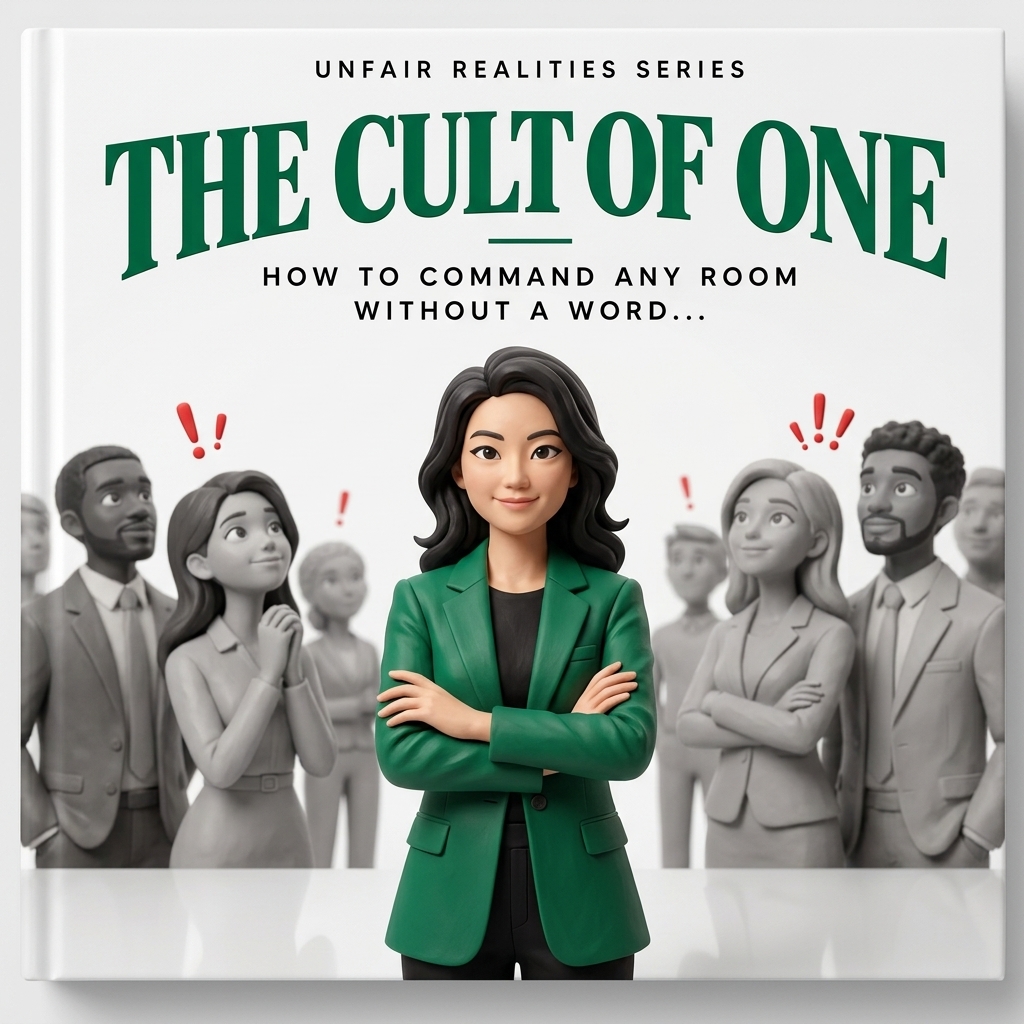 UNFAIR REALITIES SERIES
THE CULT OF ONE
HOW TO COMMAND ANY ROOM
WITHOUT A WORD...